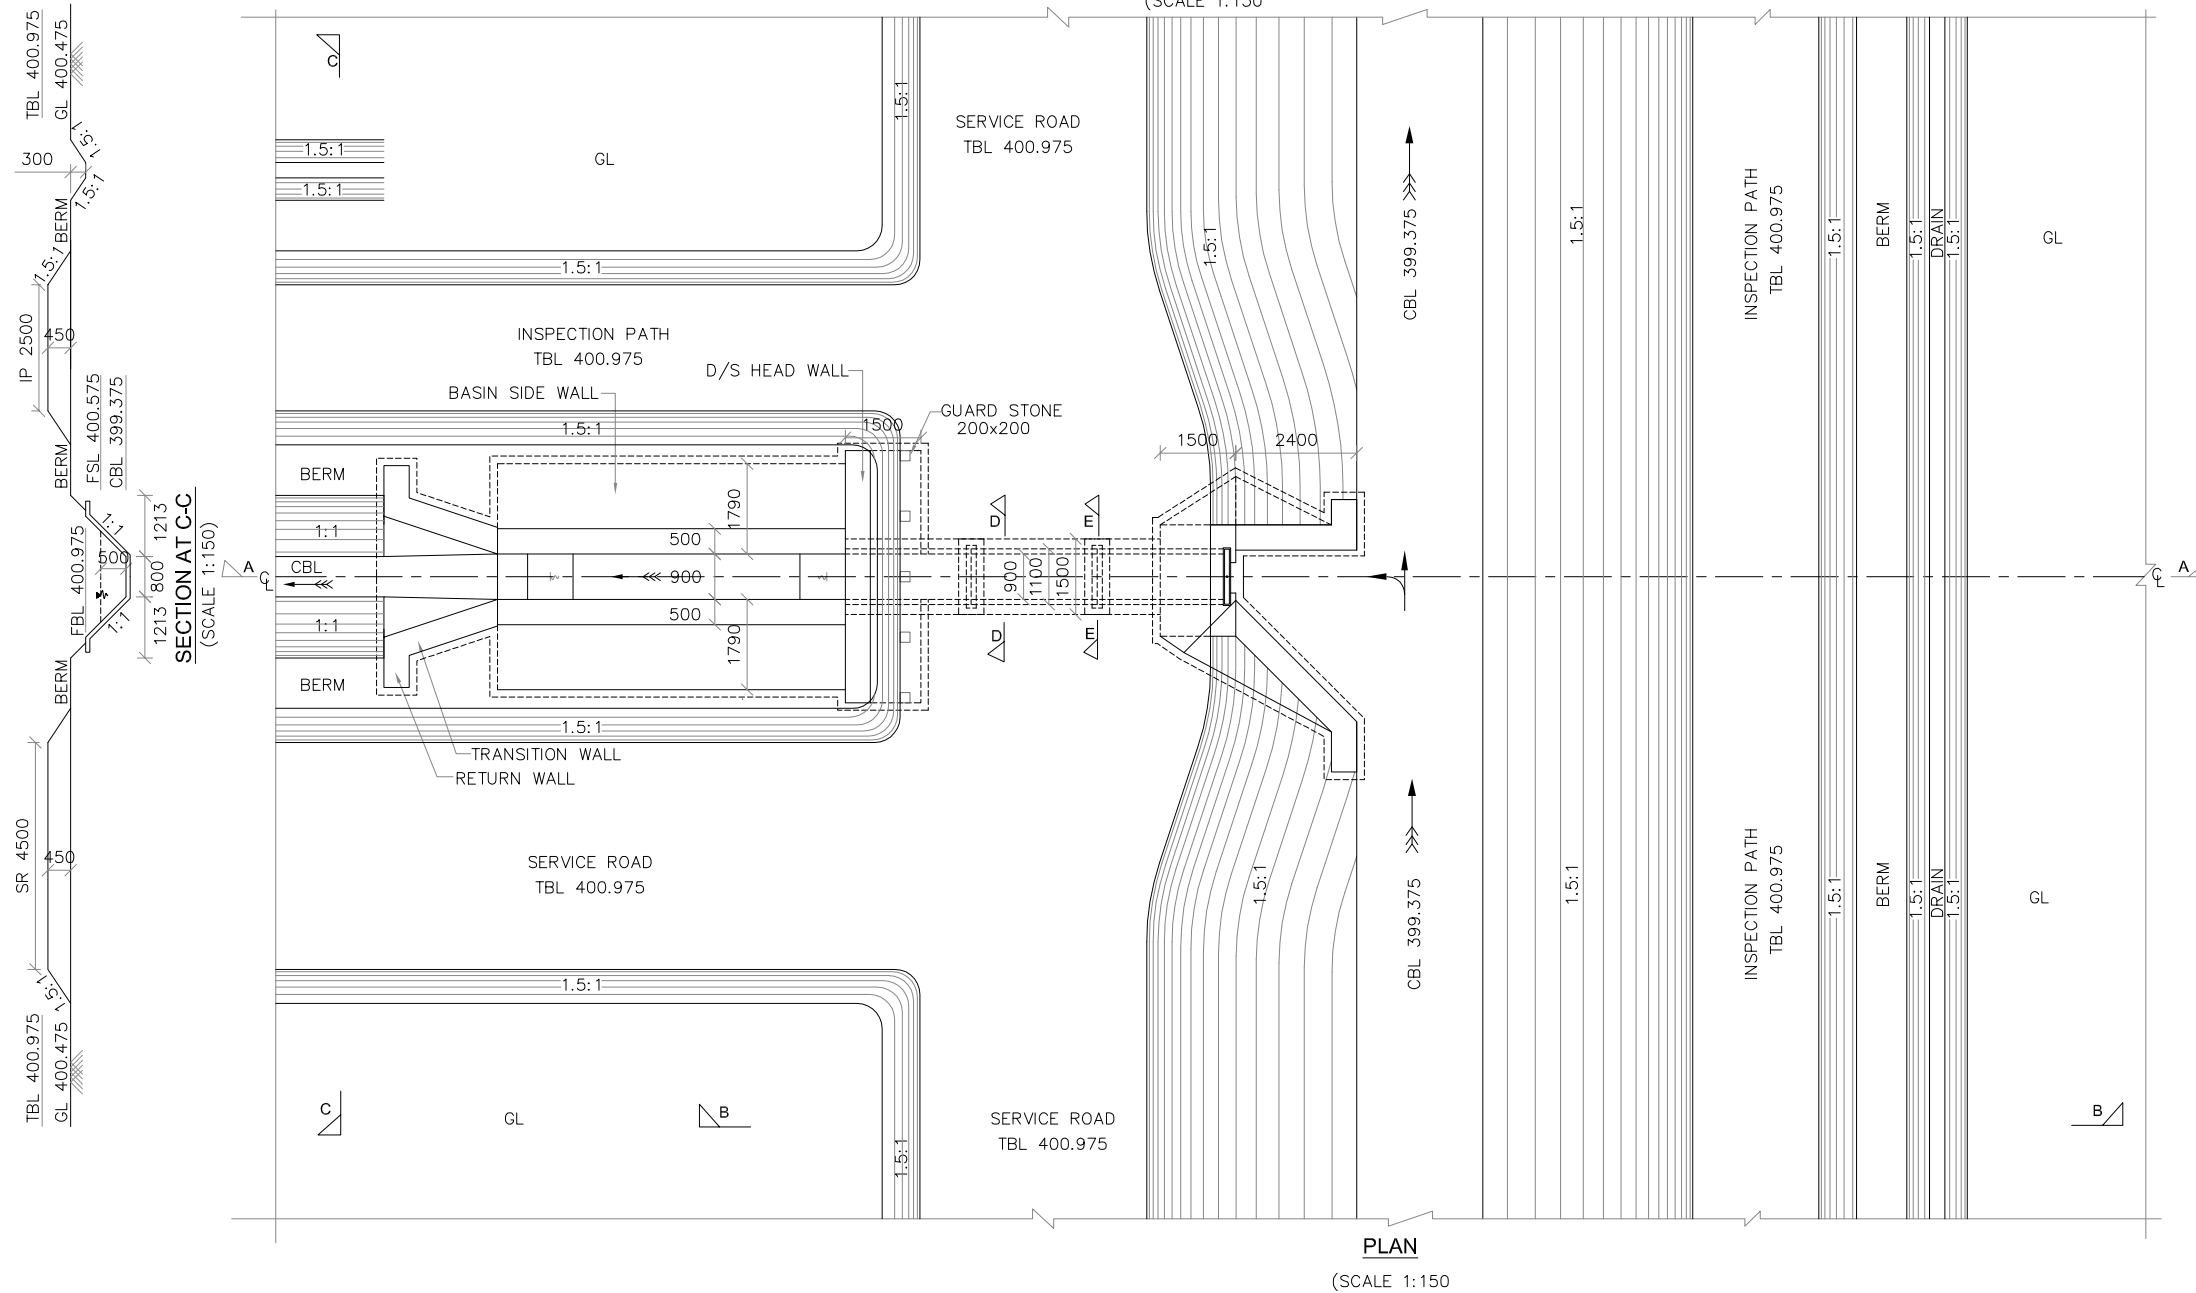 (SCALE 1:150
TBL 400.975
GL 400.475
1.5:1
300
1.5:1
BERM
1.5:1
IP 2500
450
BERM
FSL 400.575
CBL 399.375
1:1
500
FBL 400.975
1:1
1213
800
1213
SECTION AT C-C
(SCALE 1:150)
BERM
SR 4500
450
1.5:1
TBL 400.975
GL 400.475
C
1.5:1
1.5:1
GL
1.5:1
1.5:1
SERVICE ROAD
TBL 400.975
INSPECTION PATH
TBL 400.975
D/S HEAD WALL
BASIN SIDE WALL
GUARD STONE
200x200
1500
1.5:1
BERM
1:1
A
CL
CBL
1:1
BERM
1790
500
900
500
1790
D
E
900
1100
1500
D
E
1500
2400
1.5:1
TRANSITION WALL
RETURN WALL
SERVICE ROAD
TBL 400.975
1.5:1
C
GL
B
1.5:1
SERVICE ROAD
TBL 400.975
1.5:1
CBL 399.375
1.5:1
INSPECTION PATH
TBL 400.975
1.5:1
BERM
1.5:1
DRAIN
1.5:1
GL
CL
A
1.5:1
CBL 399.375
1.5:1
INSPECTION PATH
TBL 400.975
1.5:1
BERM
1.5:1
DRAIN
1.5:1
GL
B
PLAN
(SCALE 1:150